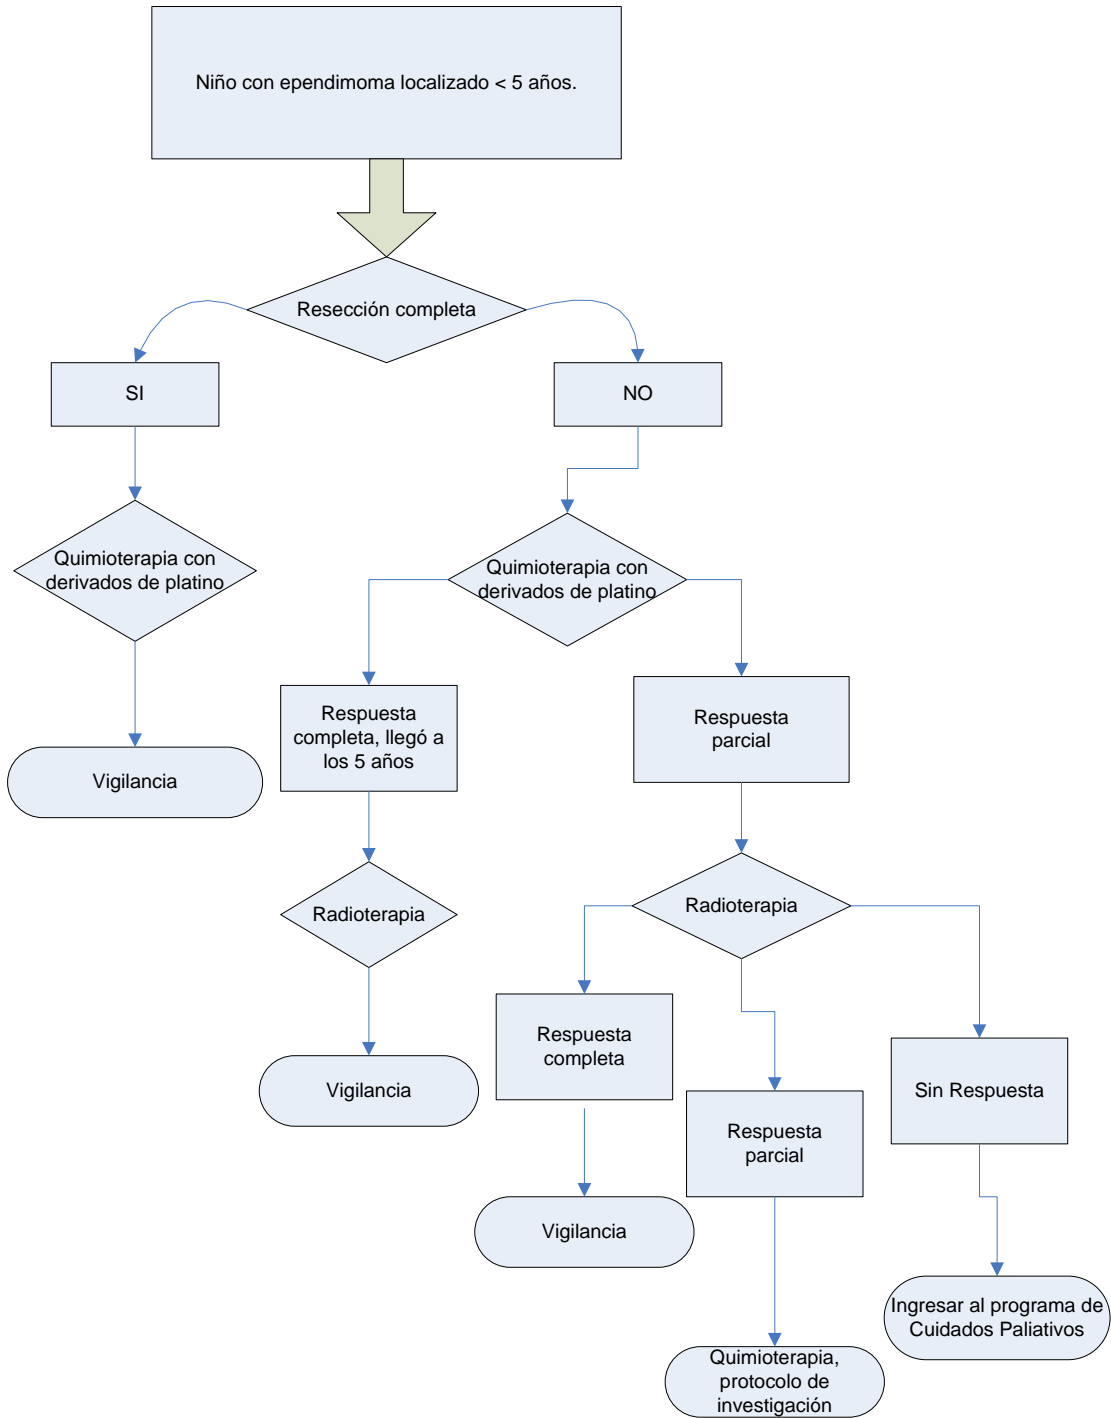 Niño con ependimoma localizado < 5 años.
Resección completa
SI
NO
Quimioterapia con
derivados de platino
Quimioterapia con
derivados de platino
Vigilancia
Respuesta
completa, llegó a
los 5 años
Respuesta
parcial
Radioterapia
Radioterapia
Vigilancia
Respuesta
completa
Respuesta
parcial
Sin Respuesta
Vigilancia
Ingresar al programa de
Cuidados Paliativos
Quimioterapia,
protocolo de
investigación